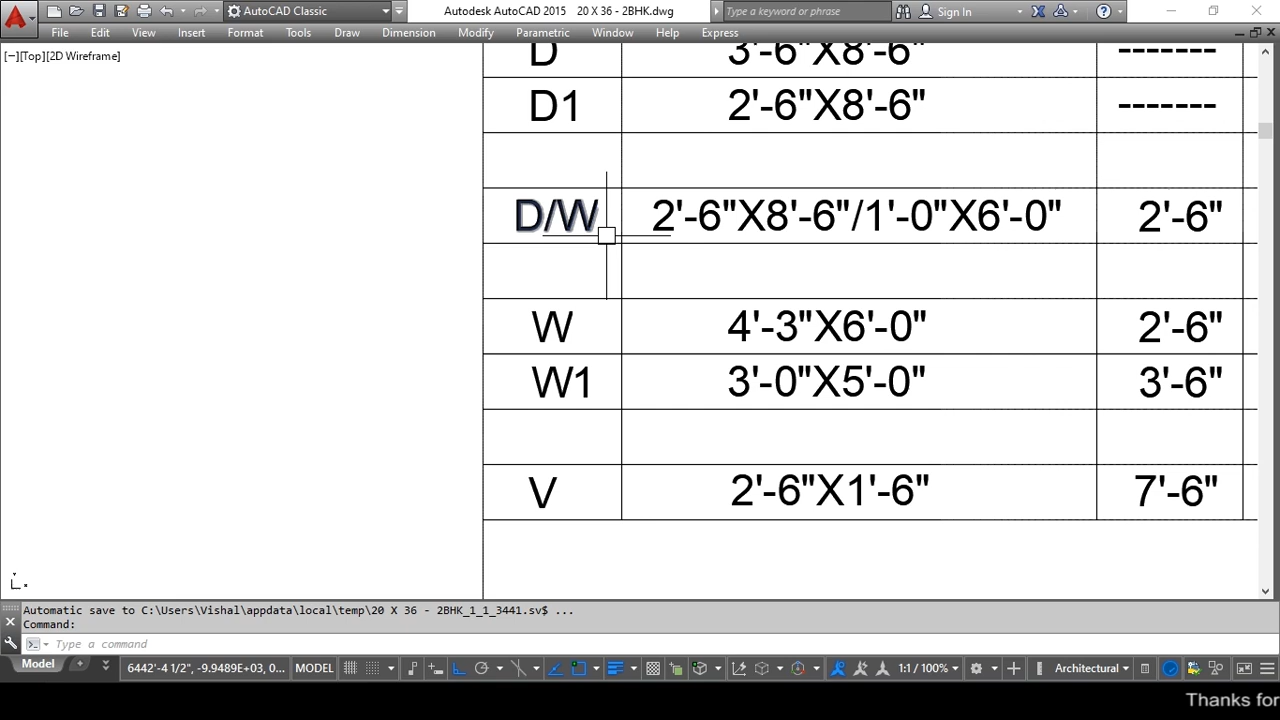 AutoCAD Classic
Autodesk AutoCAD 2015 20 X 36 - 2BHK.dwg
Type a keyword or phrase
Sign In
File Edit View Insert Format Tools Draw Dimension Modify Parametric Window Help Express
[−][Top][2D Wireframe]
D 3'-6"X8'-6" -------
D1 2'-6"X8'-6" -------
D/W 2'-6"X8'-6"/1'-0"X6'-0" 2'-6"
W 4'-3"X6'-0" 2'-6"
W1 3'-0"X5'-0" 3'-6"
V 2'-6"X1'-6" 7'-6"
Automatic save to C:\Users\Vishal\appdata\local\temp\20 X 36 - 2BHK_1_1_3441.sv$ ...
Command:
Type a command
Model
6442'-4 1/2", -9.9489E+03, 0... MODEL 1:1 / 100% Architectural
Thanks for